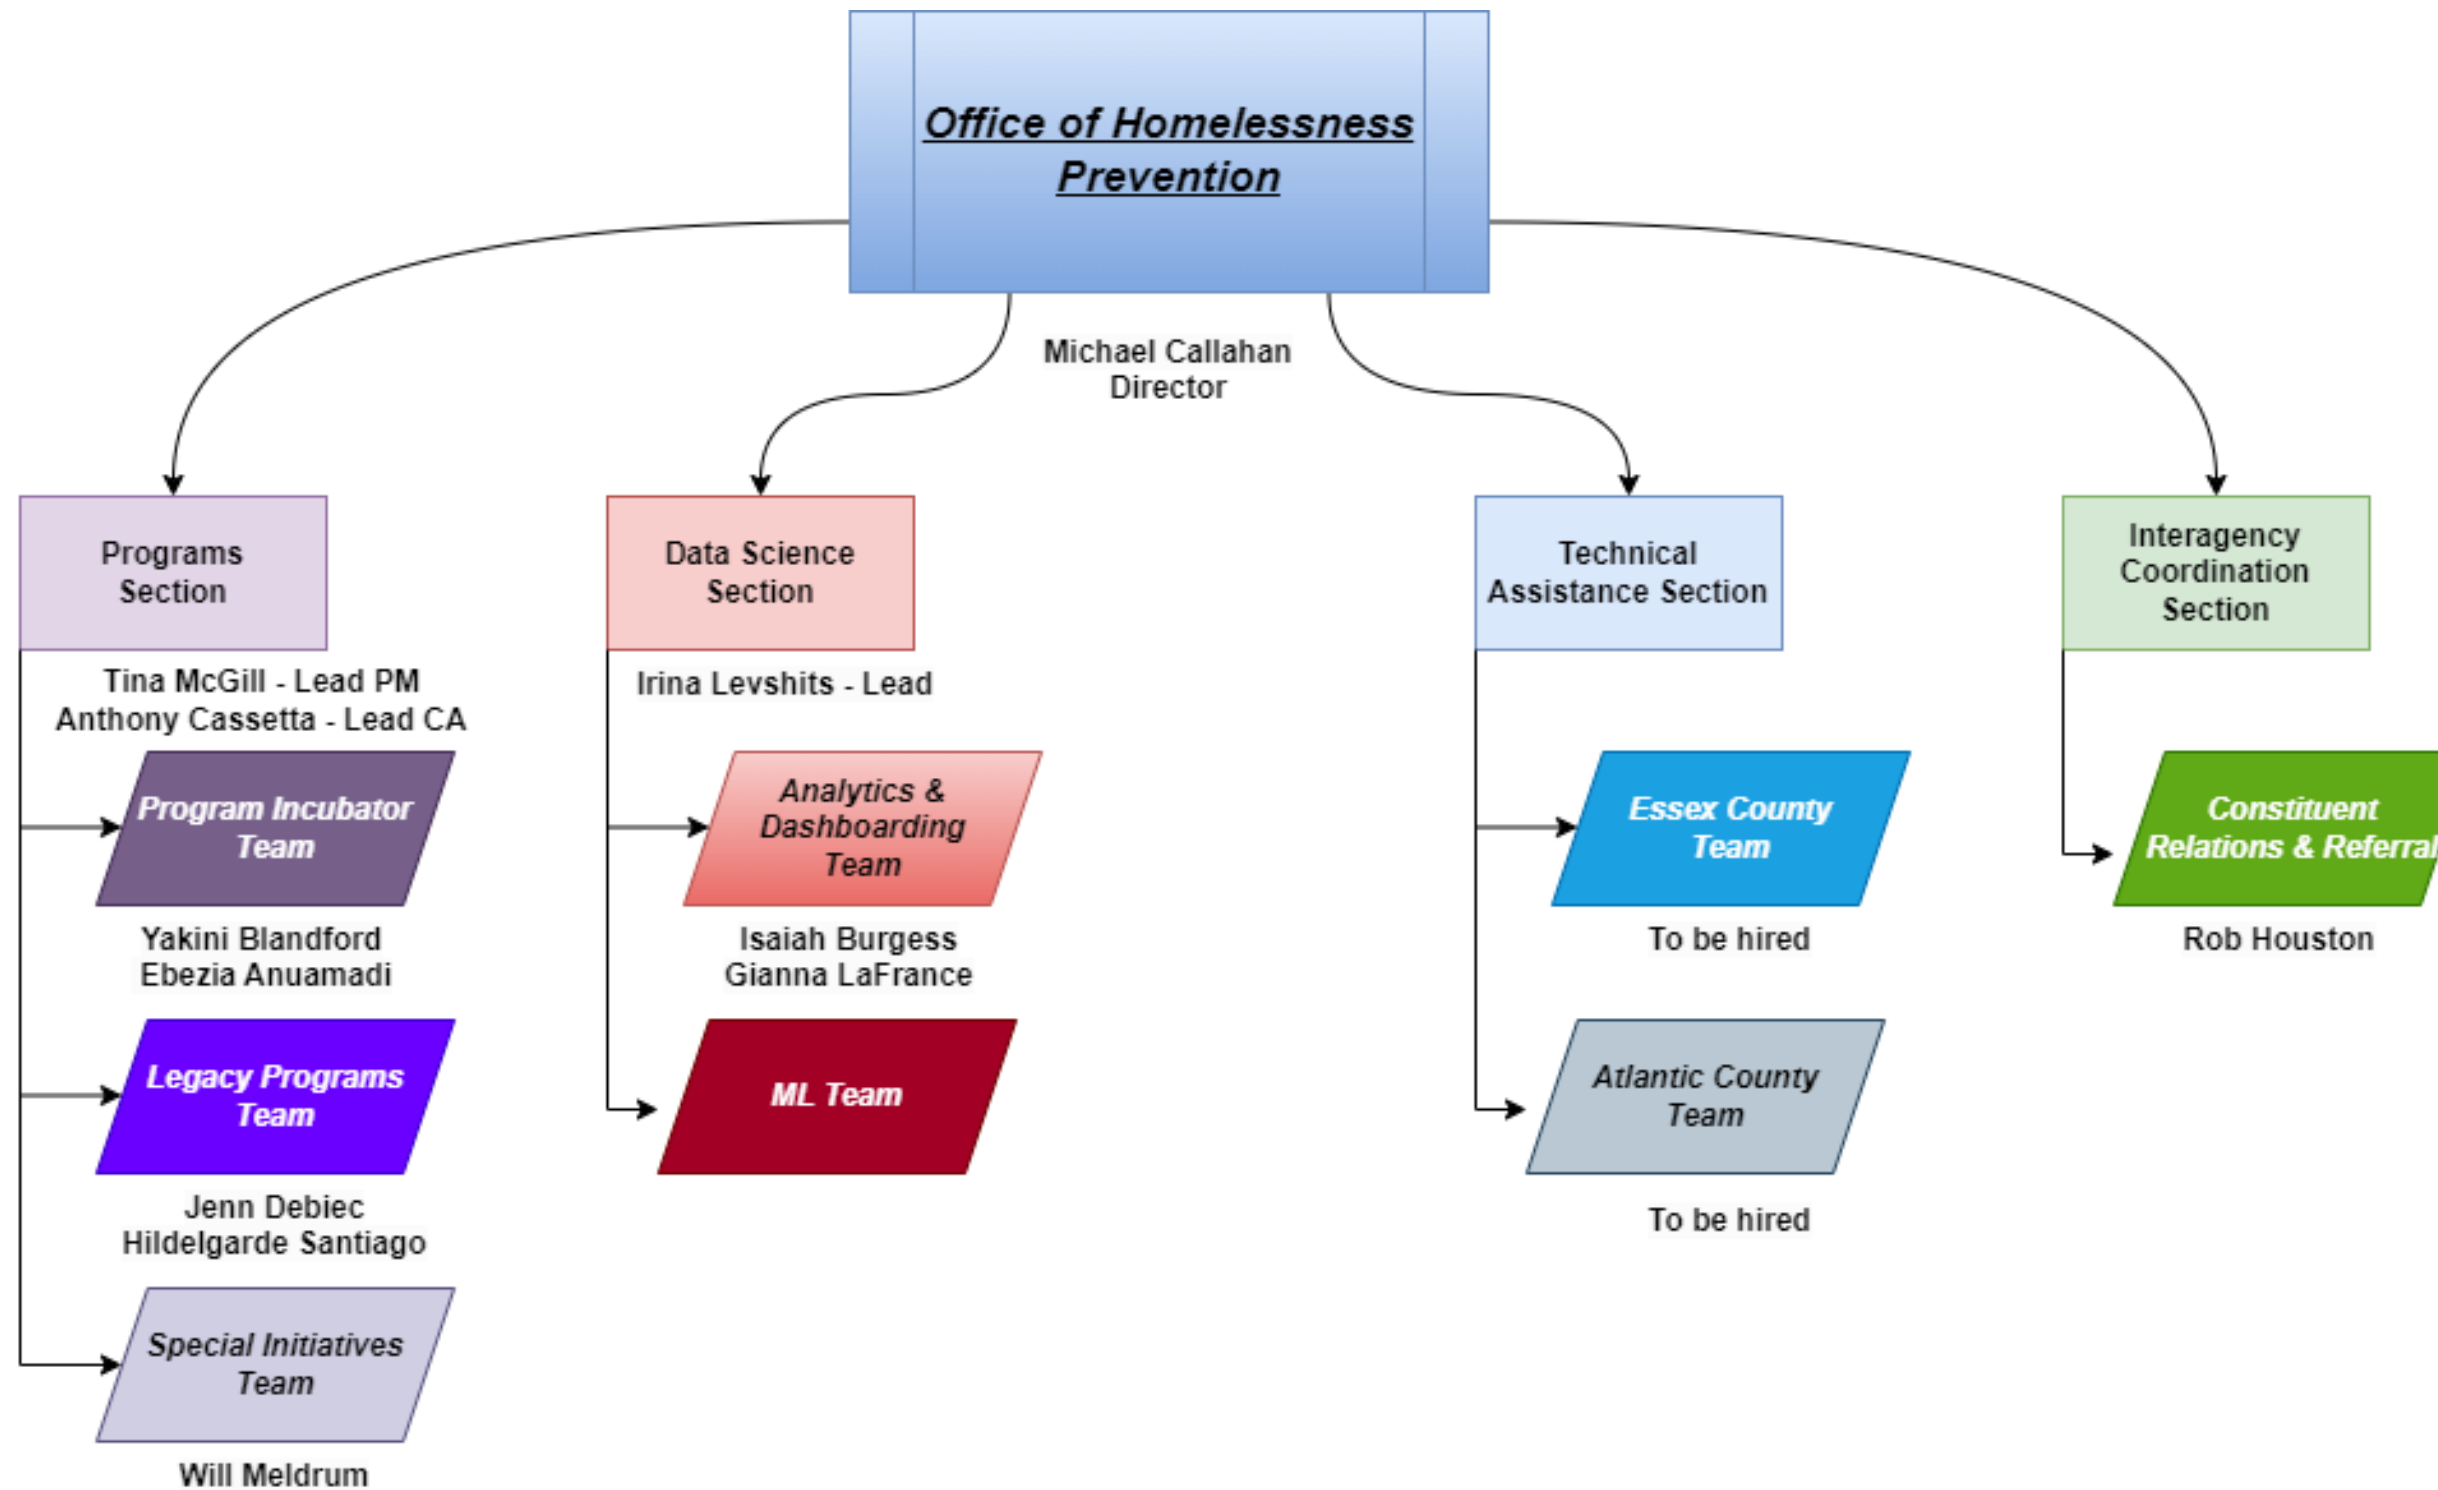 Office of Homelessness
Prevention
Michael Callahan
Director
Programs
Section
Tina McGill - Lead PM
Anthony Cassetta - Lead CA
Program Incubator
Team
Yakini Blandford
Ebezia Anuamadi
Legacy Programs
Team
Jenn Debiec
Hildelgarde Santiago
Special Initiatives
Team
Will Meldrum
Data Science
Section
Irina Levshits - Lead
Analytics &
Dashboarding
Team
Isaiah Burgess
Gianna LaFrance
ML Team
Technical
Assistance Section
Essex County
Team
To be hired
Atlantic County
Team
To be hired
Interagency
Coordination
Section
Constituent
Relations & Referral
Rob Houston